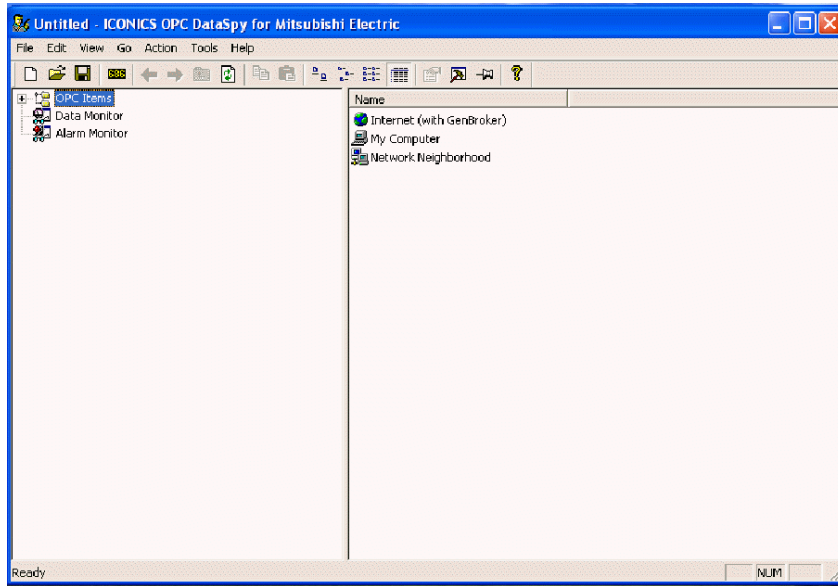 Untitled - ICONICS OPC DataSpy for Mitsubishi Electric
File Edit View Go Action Tools Help
OPC Items
Data Monitor
Alarm Monitor
Name
Internet (with GenBroker)
My Computer
Network Neighborhood
Ready
NUM